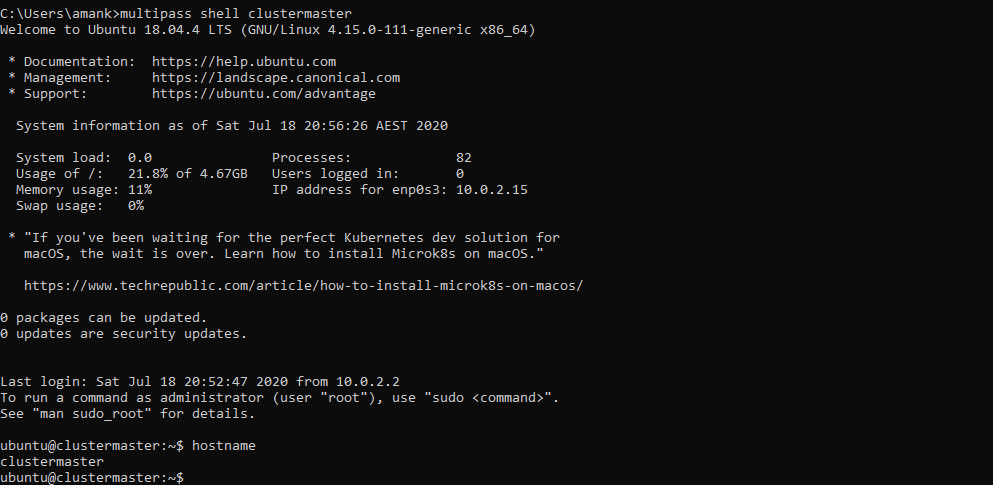 C:\Users\amank>multipass shell clustermaster
Welcome to Ubuntu 18.04.4 LTS (GNU/Linux 4.15.0-111-generic x86_64)
* Documentation:  https://help.ubuntu.com
* Management:     https://landscape.canonical.com
* Support:        https://ubuntu.com/advantage
System information as of Sat Jul 18 20:56:26 AEST 2020
System load:  0.0               Processes:             82
Usage of /:   21.8% of 4.67GB   Users logged in:       0
Memory usage: 11%               IP address for enp0s3: 10.0.2.15
Swap usage:   0%
* "If you've been waiting for the perfect Kubernetes dev solution for
macOS, the wait is over. Learn how to install Microk8s on macOS."
https://www.techrepublic.com/article/how-to-install-microk8s-on-macos/
0 packages can be updated.
0 updates are security updates.
Last login: Sat Jul 18 20:52:47 2020 from 10.0.2.2
To run a command as administrator (user "root"), use "sudo <command>".
See "man sudo_root" for details.
ubuntu@clustermaster:~$ hostname
clustermaster
ubuntu@clustermaster:~$